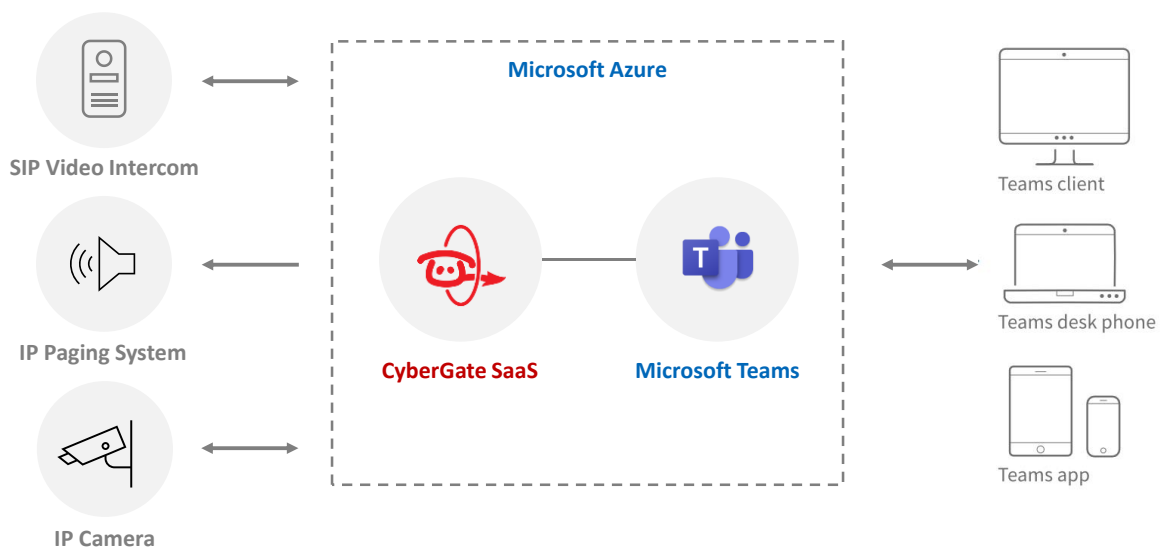 Microsoft Azure
SIP Video Intercom
Teams client
IP Paging System
T
CyberGate SaaS
Microsoft Teams
Teams desk phone
IP Camera
Teams app